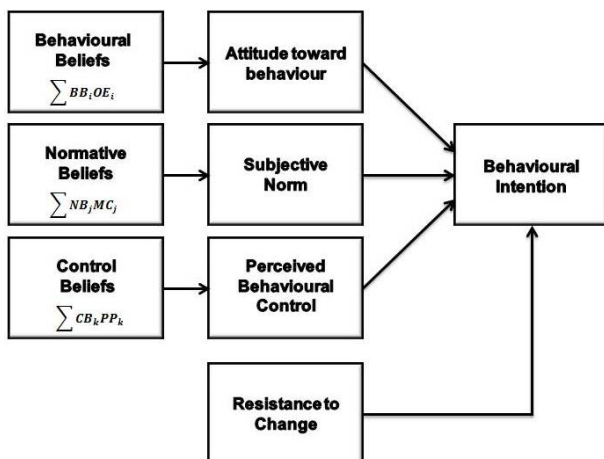 Behavioural
Beliefs
∑ BBᵢOEᵢ
Attitude toward
behaviour
Normative
Beliefs
∑ NBⱼMCⱼ
Subjective
Norm
Behavioural
Intention
Control
Beliefs
∑ CBₖPPₖ
Perceived
Behavioural
Control
Resistance to
Change